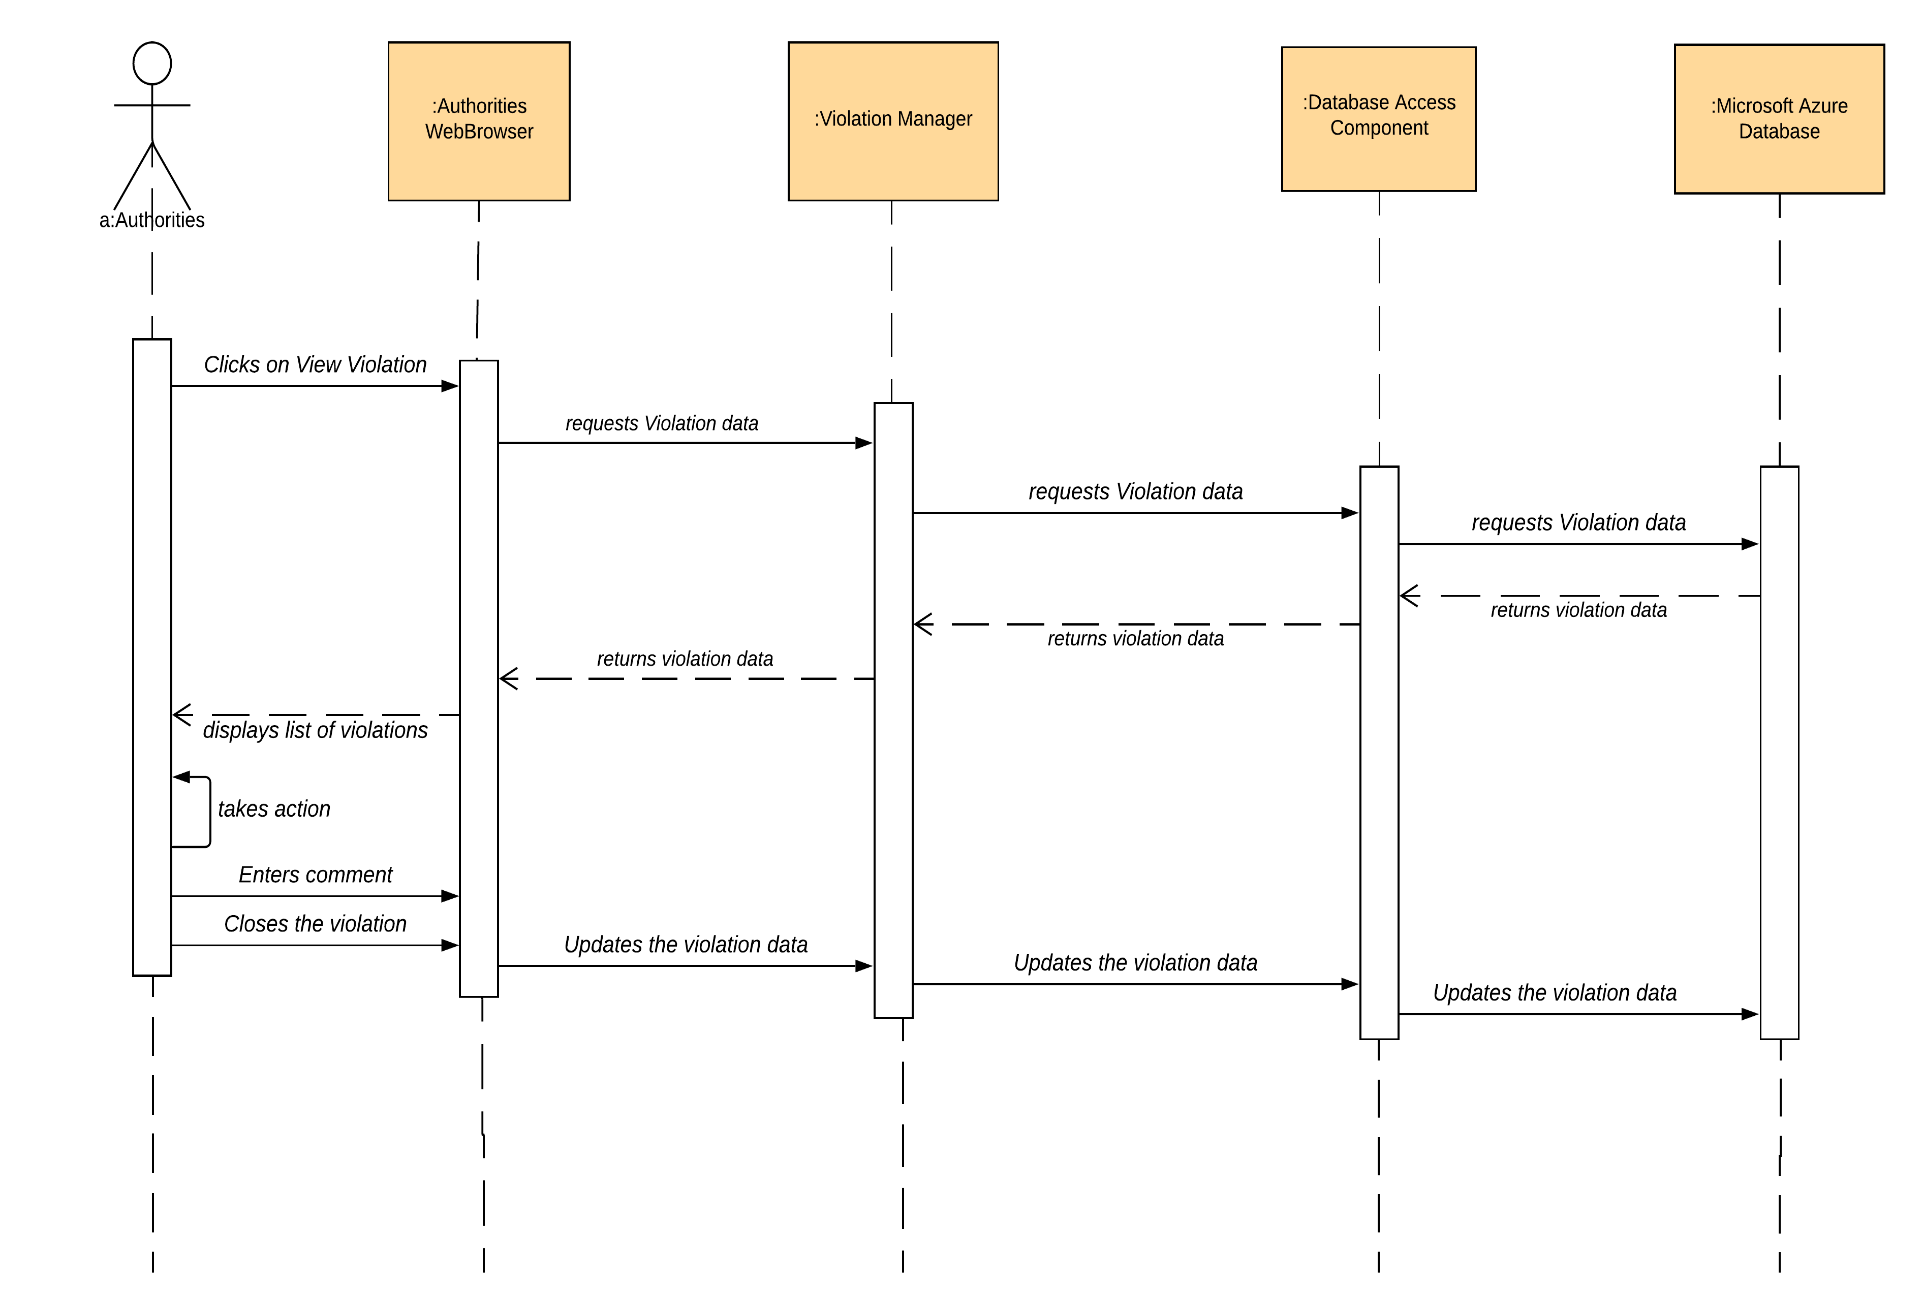 :Authorities
WebBrowser
:Violation Manager
:Database Access
Component
:Microsoft Azure
Database
a:Authorities
Clicks on View Violation
requests Violation data
requests Violation data
requests Violation data
returns violation data
returns violation data
returns violation data
displays list of violations
takes action
Enters comment
Closes the violation
Updates the violation data
Updates the violation data
Updates the violation data